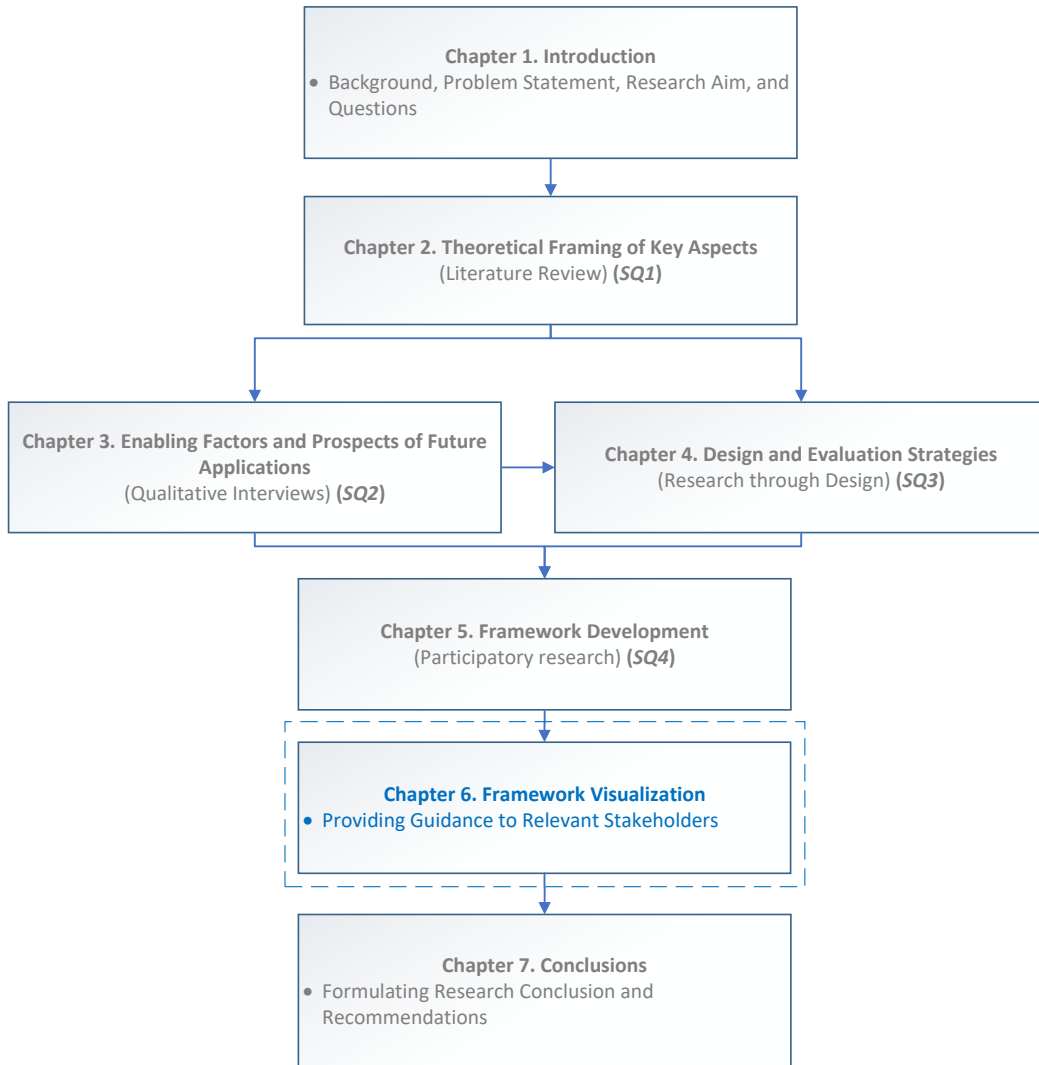 Chapter 1. Introduction
• Background, Problem Statement, Research Aim, and
Questions
Chapter 2. Theoretical Framing of Key Aspects
(Literature Review) (SQ1)
Chapter 3. Enabling Factors and Prospects of Future
Applications
(Qualitative Interviews) (SQ2)
Chapter 4. Design and Evaluation Strategies
(Research through Design) (SQ3)
Chapter 5. Framework Development
(Participatory research) (SQ4)
Chapter 6. Framework Visualization
• Providing Guidance to Relevant Stakeholders
Chapter 7. Conclusions
• Formulating Research Conclusion and
Recommendations